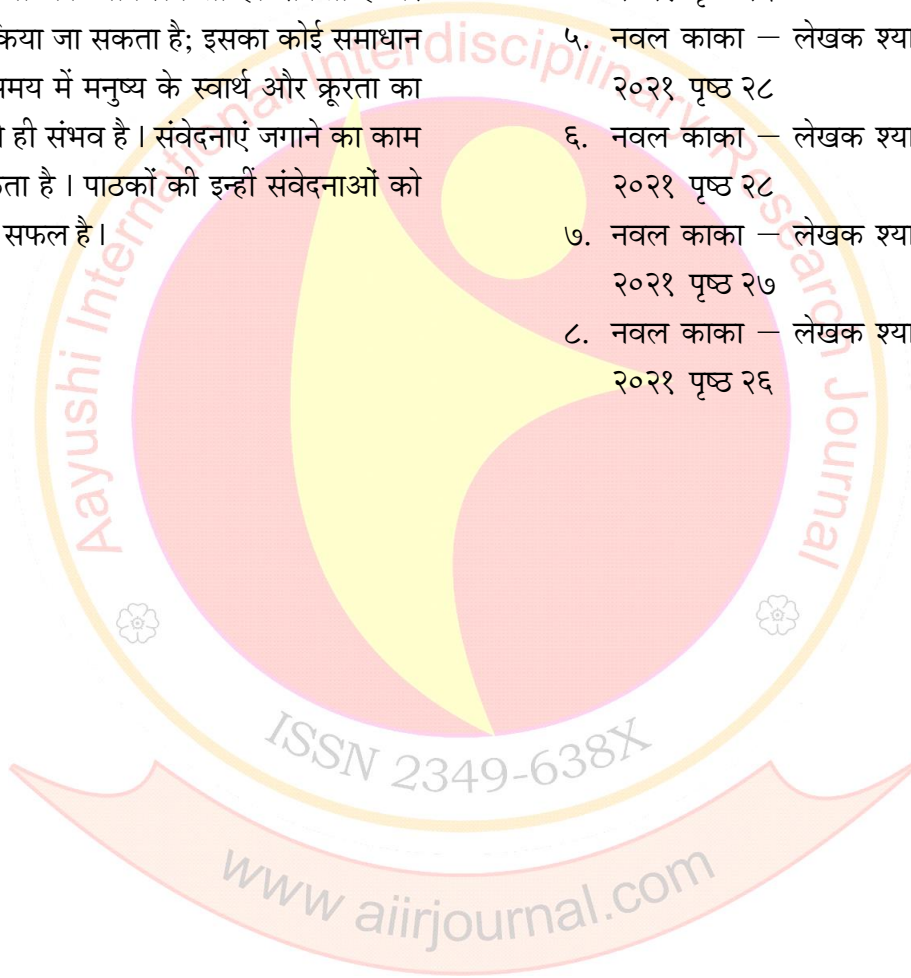 किया जा सकता है; इसका कोई समाधान
समय में मनुष्य के स्वार्थ और क्रूरता का
ही संभव है । संवेदनाएं जगाने का काम
है । पाठकों की इन्हीं संवेदनाओं को
सफल है ।
५. नवल काका – लेखक
२०२१ पृष्ठ २८
६. नवल काका – लेखक
२०२१ पृष्ठ २८
७. नवल काका – लेखक
२०२१ पृष्ठ २७
८. नवल काका – लेखक
२०२१ पृष्ठ २६
Aayushi International Interdisciplinary Research Journal
ISSN 2349-638X
www aiirjournal.com